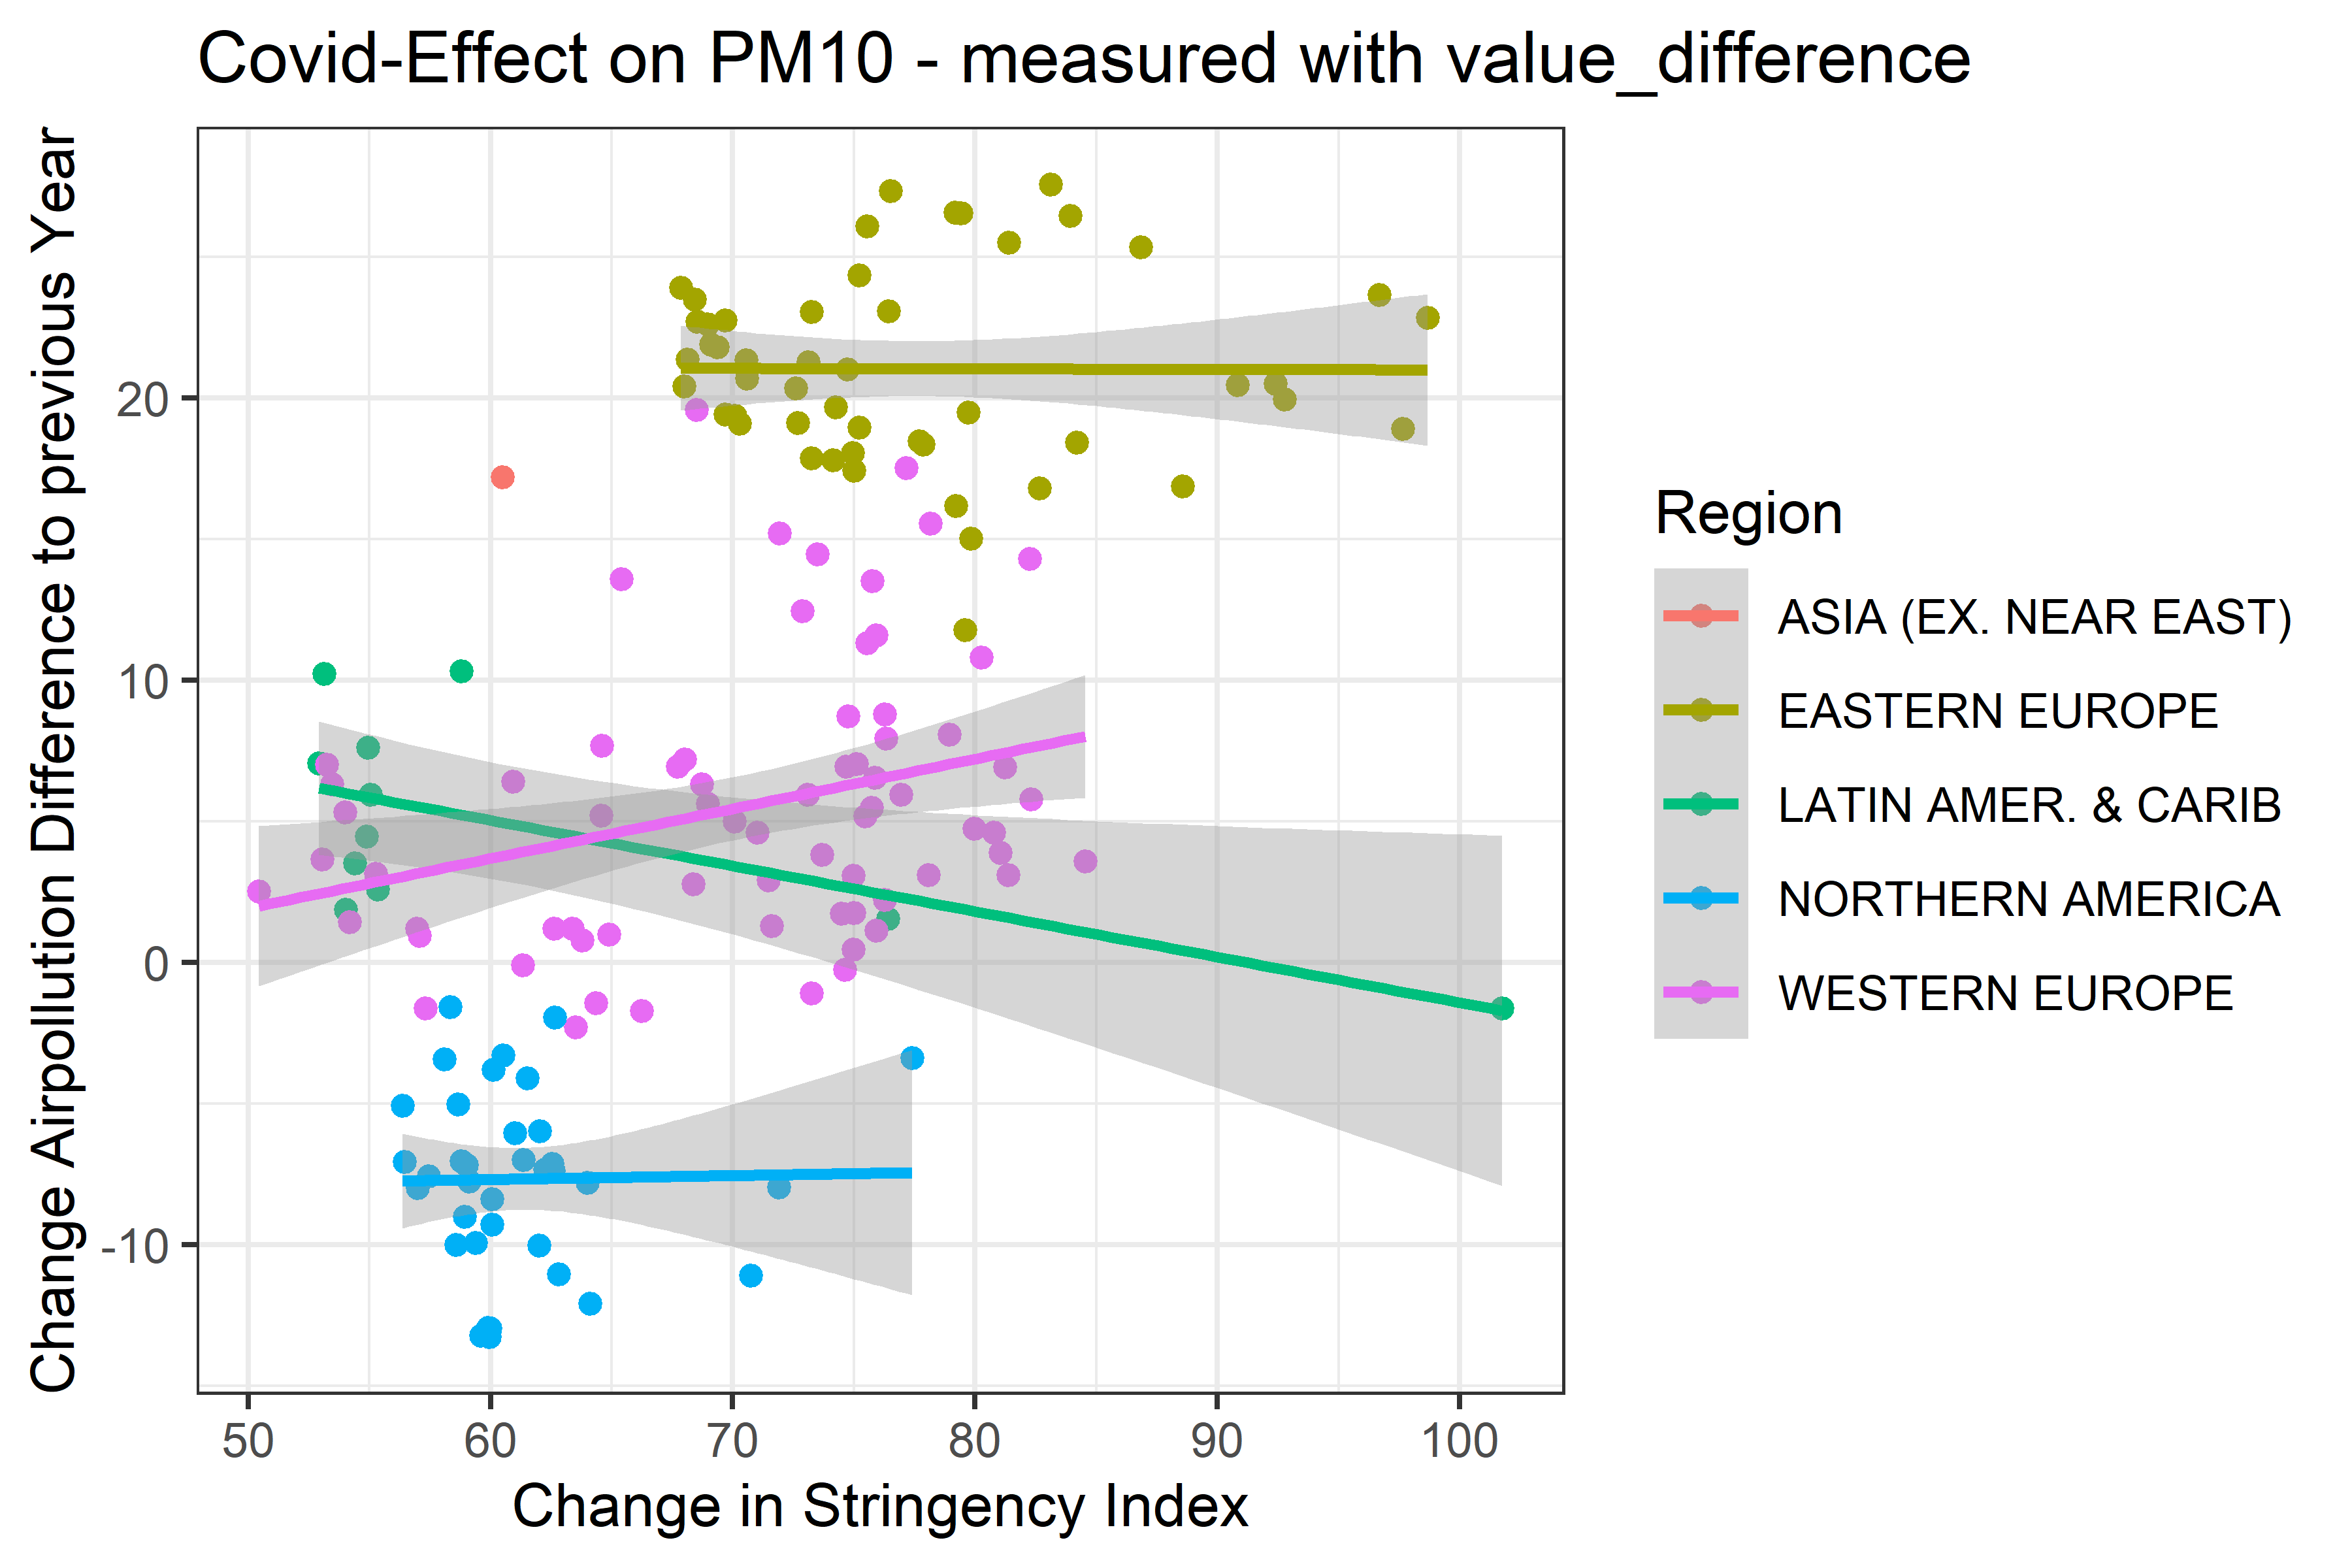 Covid-Effect on PM10 - measured with value_difference
Change Airpollution Difference to previous Year
20
10
0
-10
50 60 70 80 90 100
Change in Stringency Index
Region
ASIA (EX. NEAR EAST)
EASTERN EUROPE
LATIN AMER. & CARIB
NORTHERN AMERICA
WESTERN EUROPE